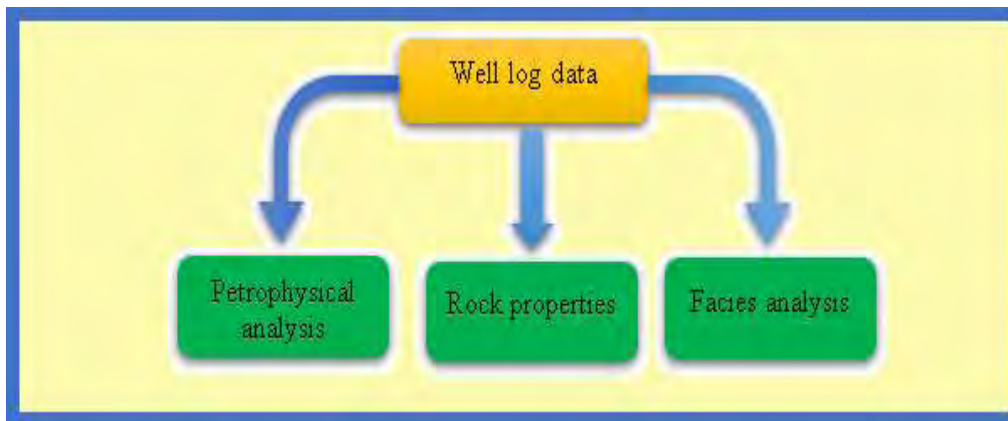 Well log data
Petrophysical
analysis
Rock properties
Facies analysis